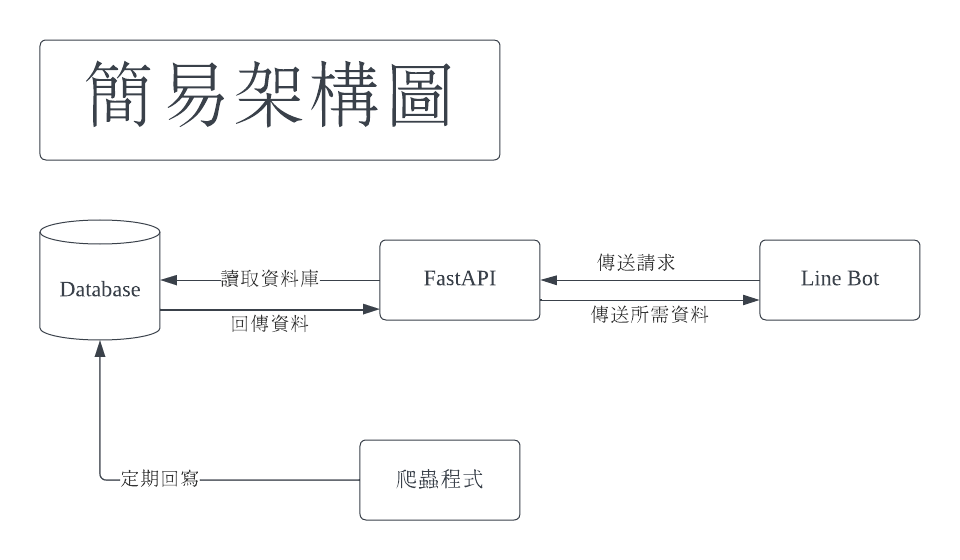 簡易架構圖
Database
讀取資料庫
回傳資料
FastAPI
傳送請求
傳送所需資料
Line Bot
定期回寫
爬蟲程式